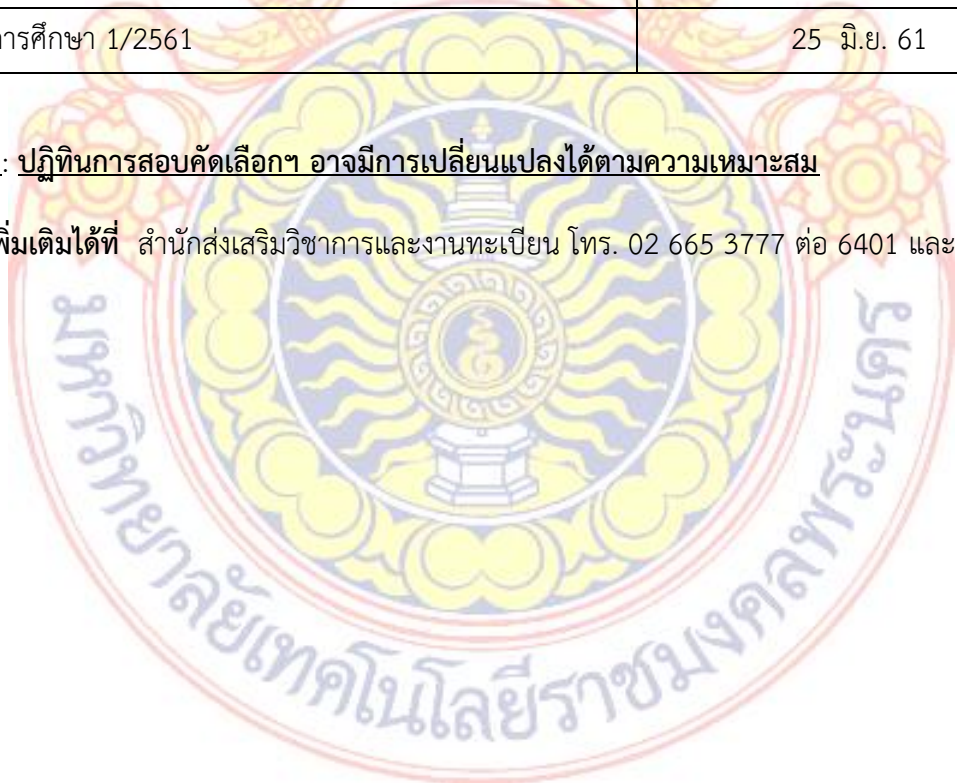 การศึกษา 1/2561 25 มิ.ย. 61
: ปฏิทินการสอบคัดเลือกฯ อาจมีการเปลี่ยนแปลงได้ตามความเหมาะสม
พิ่มเติมได้ที่ สำนักส่งเสริมวิชาการและงานทะเบียน โทร. 02 665 3777 ต่อ 6401 และ
มหาวิทยาลัยเทคโนโลยีราชมงคลพระนคร